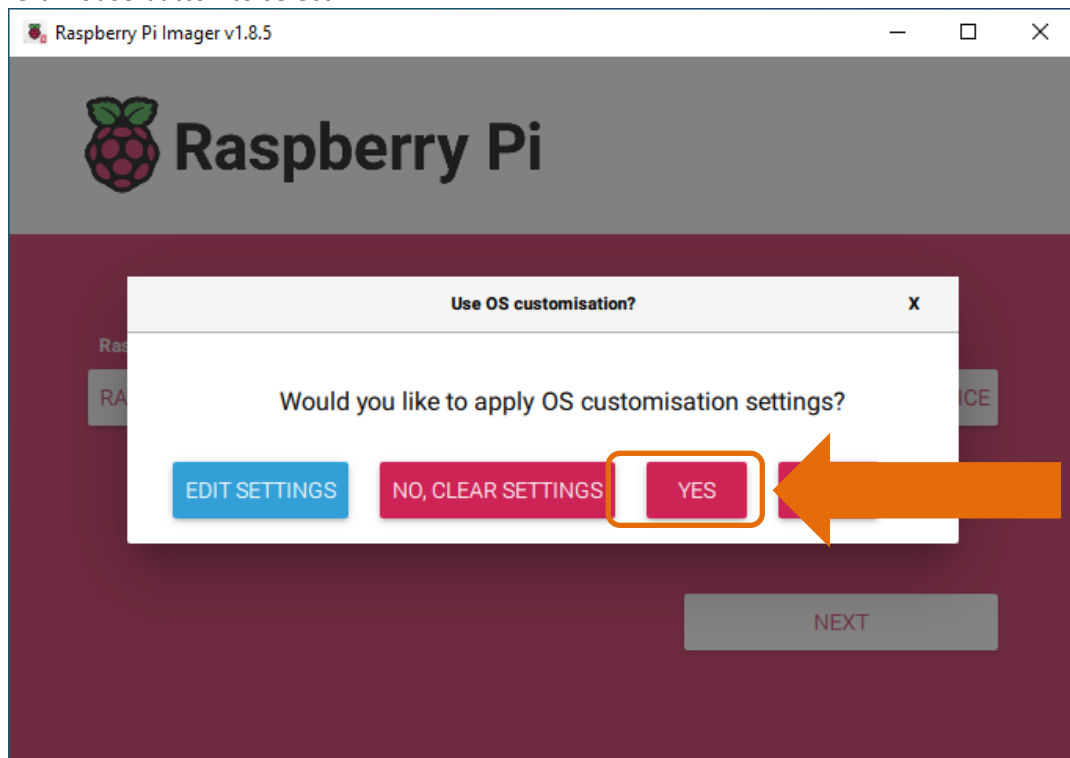 Raspberry Pi Imager v1.8.5
Raspberry Pi
Use OS customisation? X
Would you like to apply OS customisation settings?
EDIT SETTINGS NO, CLEAR SETTINGS YES
NEXT